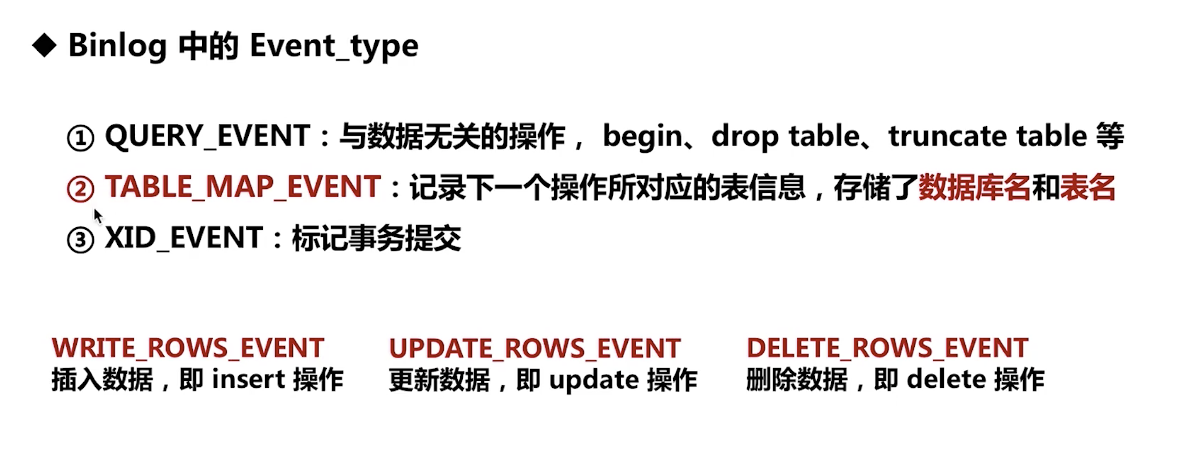 ◆ Binlog 中的 Event_type
① QUERY_EVENT：与数据无关的操作， begin、drop table、truncate table 等
② TABLE_MAP_EVENT：记录下一个操作所对应的表信息，存储了数据库名和表名
③ XID_EVENT：标记事务提交
WRITE_ROWS_EVENT
插入数据，即 insert 操作
UPDATE_ROWS_EVENT
更新数据，即 update 操作
DELETE_ROWS_EVENT
删除数据，即 delete 操作